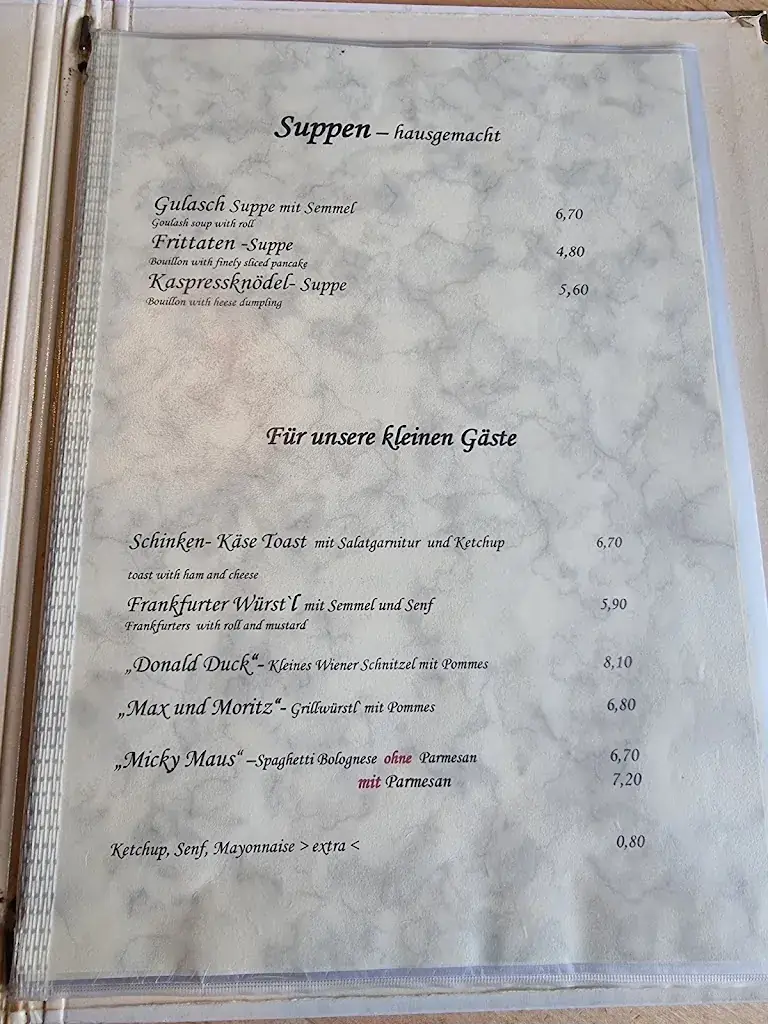 Suppen – hausgemacht
Gulasch Suppe mit Semmel 6,70
Goulash soup with roll
Frittaten -Suppe 4,80
Bouillon with finely sliced pancake
Kaspressknödel- Suppe 5,60
Bouillon with heese dumpling
Für unsere kleinen Gäste
Schinken- Käse Toast mit Salatgarnitur und Ketchup 6,70
toast with ham and cheese
Frankfurter Würst`l mit Semmel und Senf 5,90
Frankfurters with roll and mustard
„Donald Duck“- Kleines Wiener Schnitzel mit Pommes 8,10
„Max und Moritz“- Grillwürstl` mit Pommes 6,80
„Micky Maus“ –Spaghetti Bolognese ohne Parmesan 6,70
mit Parmesan 7,20
Ketchup, Senf, Mayonnaise > extra < 0,80